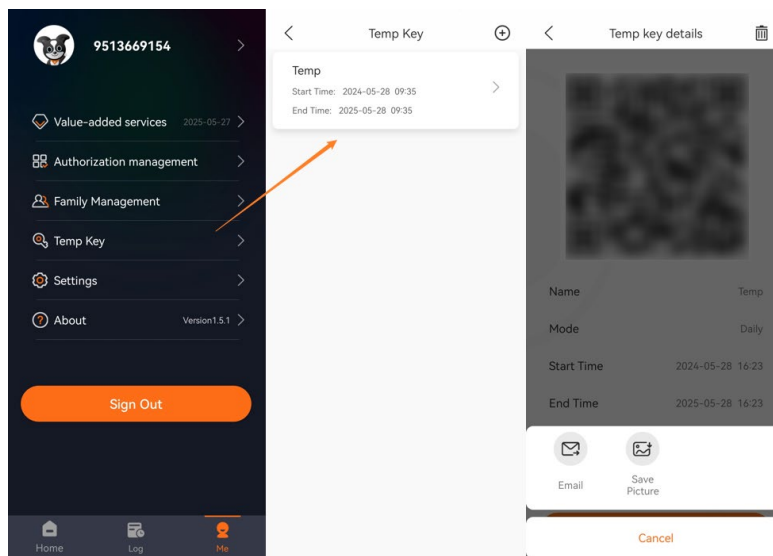 9513669154
Value-added services 2025-05-27
Authorization management
Family Management
Temp Key
Settings
About Version1.5.1
Sign Out
Home Log Me
Temp Key
Temp
Start Time: 2024-05-28 09:35
End Time: 2025-05-28 09:35
Temp key details
Name Temp
Mode Daily
Start Time 2024-05-28 16:23
End Time 2025-05-28 16:23
Email
Save
Picture
Cancel